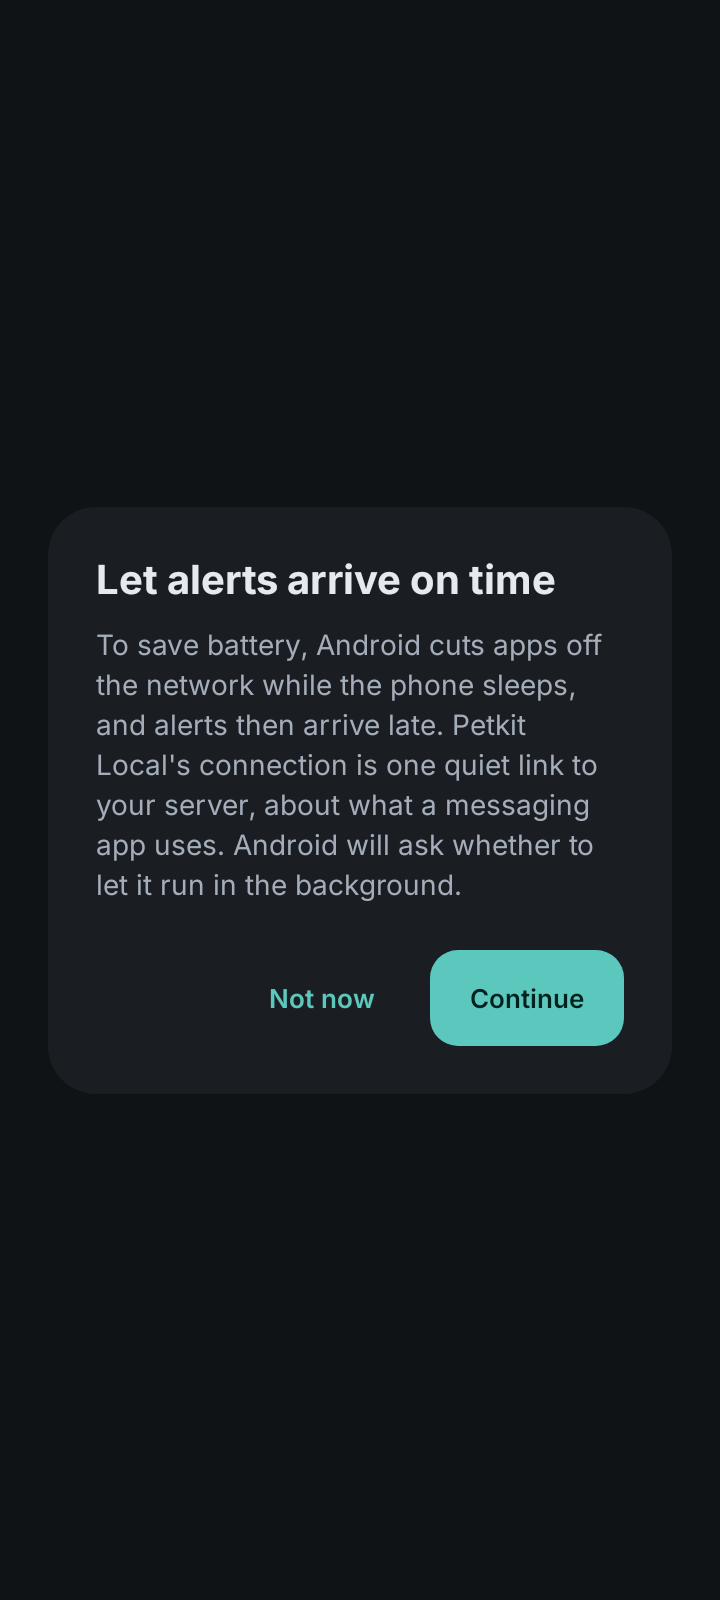 Let alerts arrive on time
To save battery, Android cuts apps off
the network while the phone sleeps,
and alerts then arrive late. Petkit
Local's connection is one quiet link to
your server, about what a messaging
app uses. Android will ask whether to
let it run in the background.
Not now
Continue